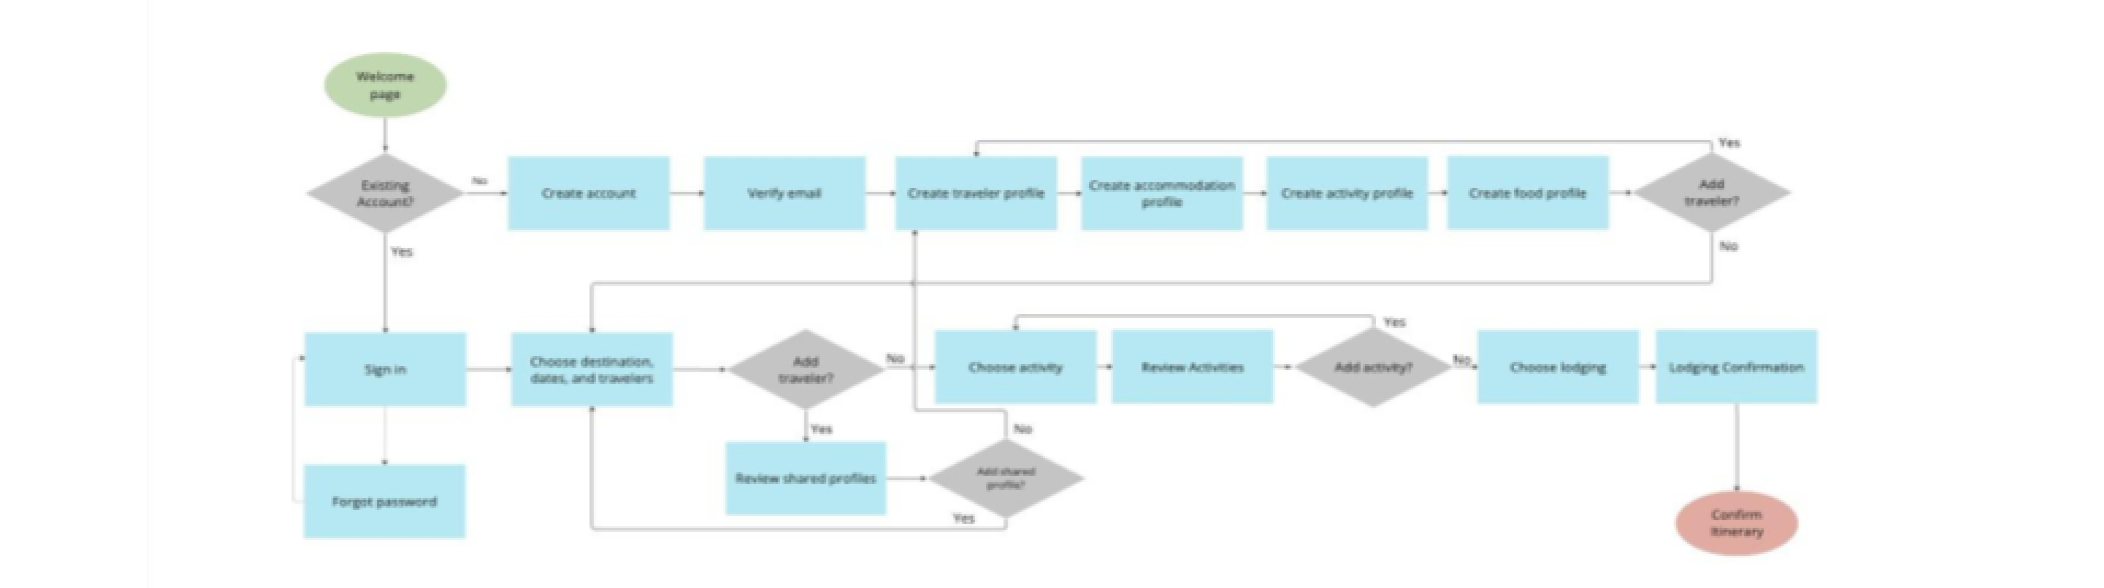 Welcome
page
Yes
Existing
Account?
No
Create account
Verify email
Create traveler profile
Create accommodation
profile
Create activity profile
Create food profile
Add
traveler?
Yes
No
Sign in
Choose destination,
dates, and travelers
Add
traveler?
No
Choose activity
Review Activities
Yes
Add activity?
No
Choose lodging
Lodging Confirmation
Yes
No
Forgot password
Review shared profiles
Add shared
profile?
Yes
Confirm
Itinerary